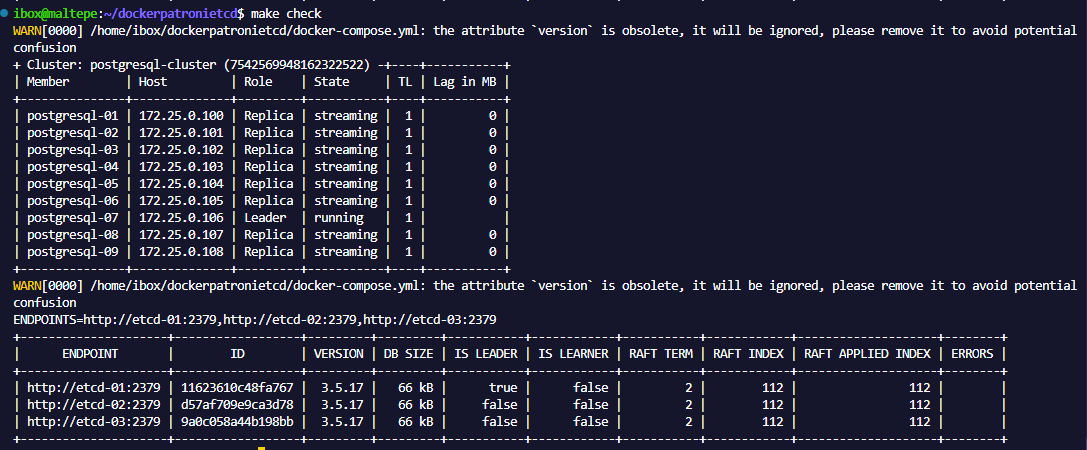 ibox@maltepe:~/dockerpatronietcd$ make check
WARN[0000] /home/ibox/dockerpatronietcd/docker-compose.yml: the attribute `version` is obsolete, it will be ignored, please remove it to avoid potential
confusion
+ Cluster: postgresql-cluster (7542569948162322522) -+----+-----------+
| Member        | Host         | Role    | State     | TL | Lag in MB |
+---------------+--------------+---------+-----------+----+-----------+
| postgresql-01 | 172.25.0.100 | Replica | streaming |  1 |         0 |
| postgresql-02 | 172.25.0.101 | Replica | streaming |  1 |         0 |
| postgresql-03 | 172.25.0.102 | Replica | streaming |  1 |         0 |
| postgresql-04 | 172.25.0.103 | Replica | streaming |  1 |         0 |
| postgresql-05 | 172.25.0.104 | Replica | streaming |  1 |         0 |
| postgresql-06 | 172.25.0.105 | Replica | streaming |  1 |         0 |
| postgresql-07 | 172.25.0.106 | Leader  | running   |  1 |           |
| postgresql-08 | 172.25.0.107 | Replica | streaming |  1 |         0 |
| postgresql-09 | 172.25.0.108 | Replica | streaming |  1 |         0 |
+---------------+--------------+---------+-----------+----+-----------+
WARN[0000] /home/ibox/dockerpatronietcd/docker-compose.yml: the attribute `version` is obsolete, it will be ignored, please remove it to avoid potential
confusion
ENDPOINTS=http://etcd-01:2379,http://etcd-02:2379,http://etcd-03:2379
+---------------------+------------------+---------+---------+-----------+------------+-----------+------------+--------------------+--------+
|      ENDPOINT       |        ID        | VERSION | DB SIZE | IS LEADER | IS LEARNER | RAFT TERM | RAFT INDEX | RAFT APPLIED INDEX | ERRORS |
+---------------------+------------------+---------+---------+-----------+------------+-----------+------------+--------------------+--------+
| http://etcd-01:2379 | 11623610c48fa767 |  3.5.17 |   66 kB |      true |      false |         2 |        112 |                112 |        |
| http://etcd-02:2379 | d57af709e9ca3d78 |  3.5.17 |   66 kB |     false |      false |         2 |        112 |                112 |        |
| http://etcd-03:2379 | 9a0c058a44b198bb |  3.5.17 |   66 kB |     false |      false |         2 |        112 |                112 |        |
+---------------------+------------------+---------+---------+-----------+------------+-----------+------------+--------------------+--------+